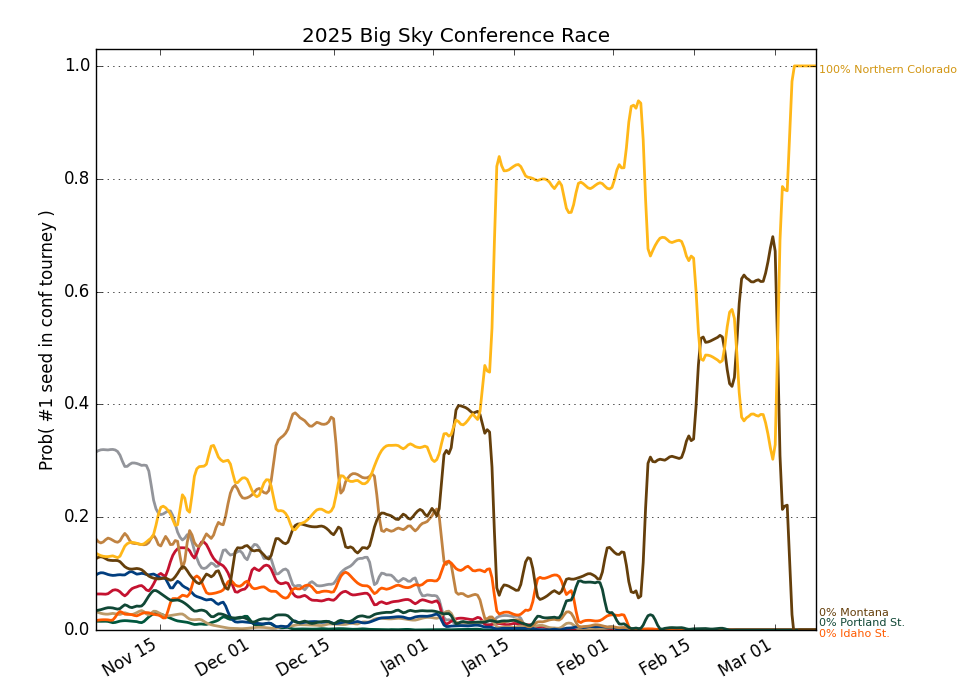 2025 Big Sky Conference Race
Prob( #1 seed in conf tourney )
1.0
0.8
0.6
0.4
0.2
0.0
Nov 15
Dec 01
Dec 15
Jan 01
Jan 15
Feb 01
Feb 15
Mar 01
100% Northern Colorado
0% Montana
0% Portland St.
0% Idaho St.